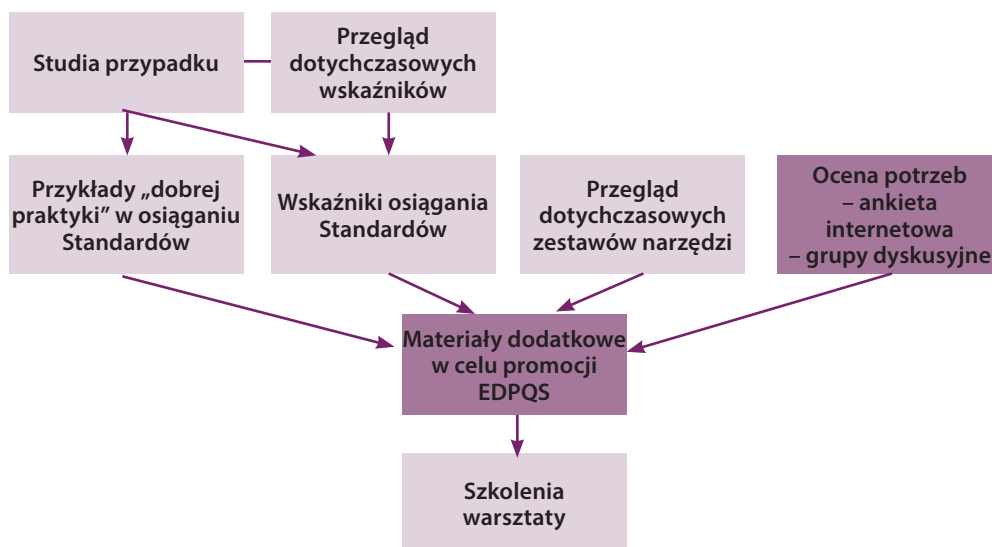 Studia przypadku
Przegląd
dotychczasowych
wskaźników
Przykłady „dobrej
praktyki” w osiąganiu
Standardów
Wskaźniki osiągania
Standardów
Przegląd
dotychczasowych
zestawów narzędzi
Ocena potrzeb
– ankieta
internetowa
– grupy dyskusyjne
Materiały dodatkowe
w celu promocji
EDPQS
Szkolenia
warsztaty